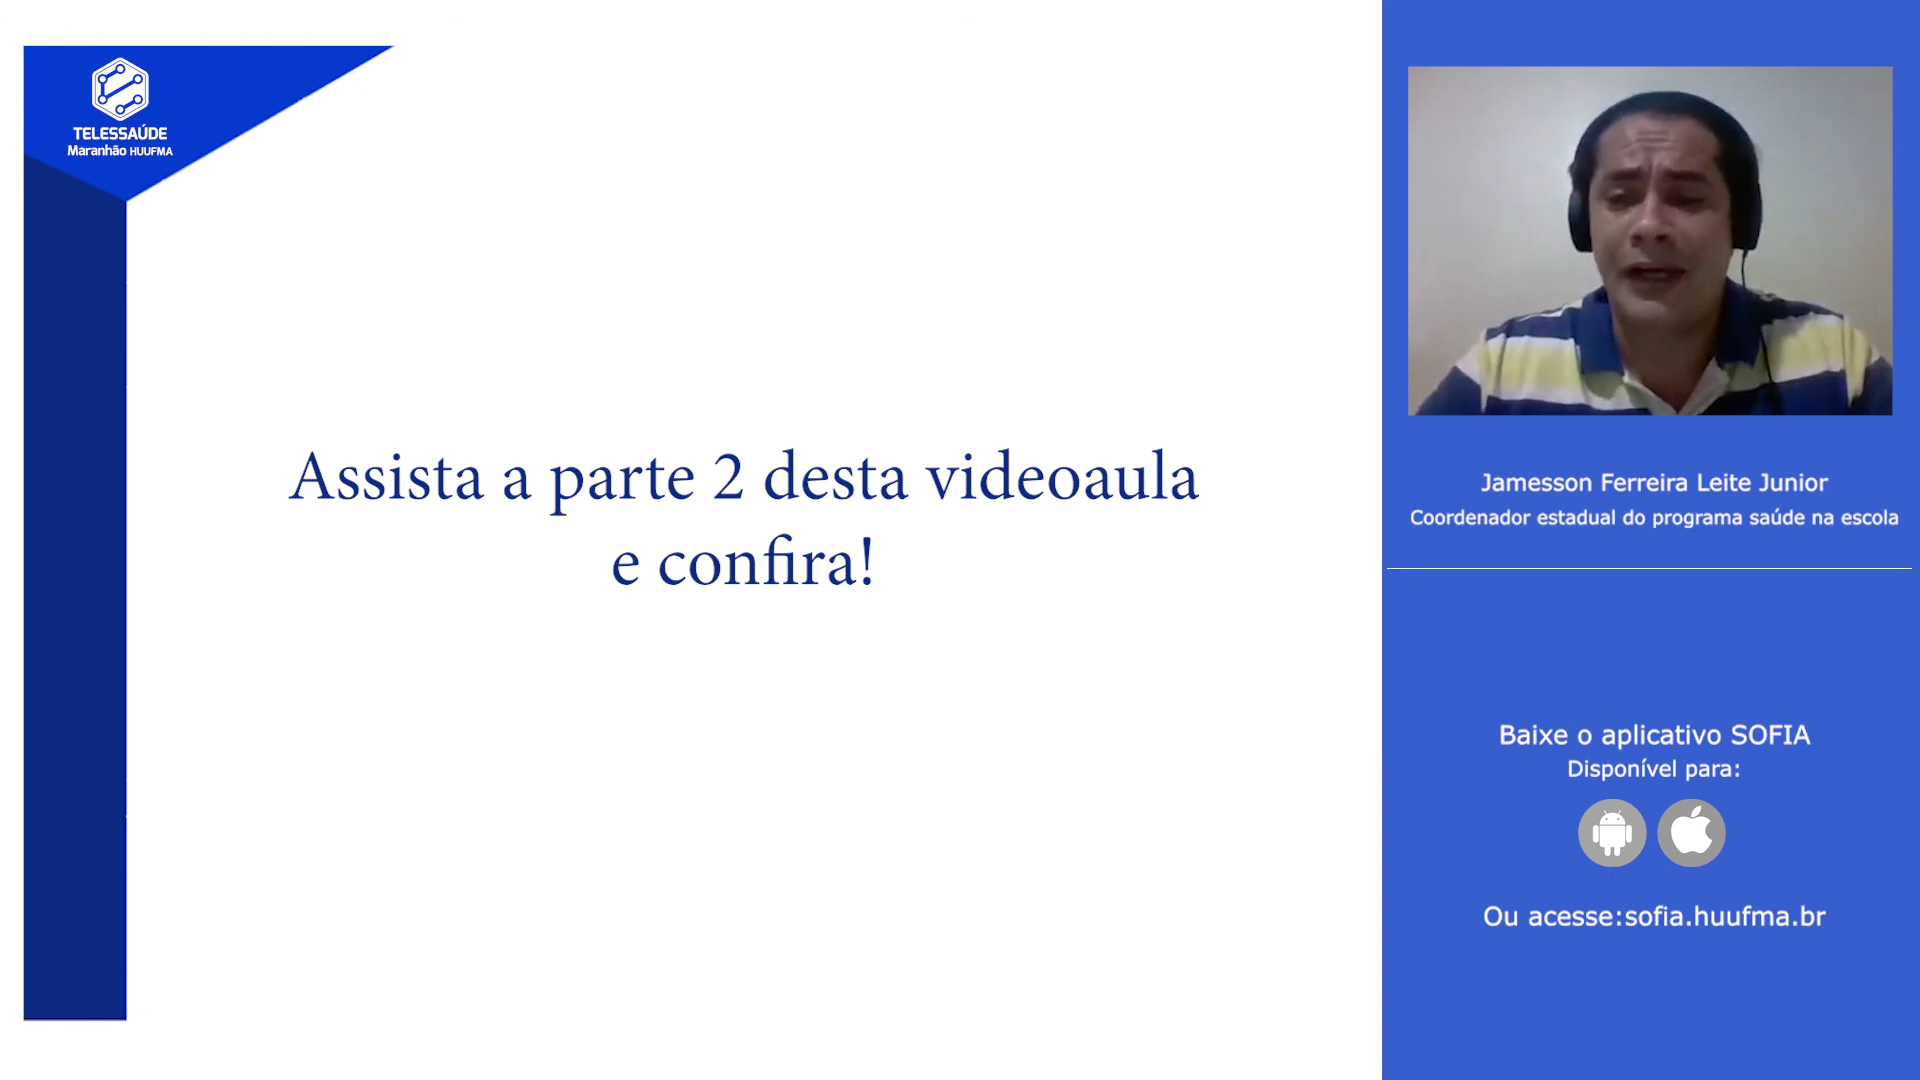 TELESSAÚDE
Maranhão HUUFMA
Assista a parte 2 desta videoaula
e confira!
Jamesson Ferreira Leite Junior
Coordenador estadual do programa saúde na escola
Baixe o aplicativo SOFIA
Disponível para:
Ou acesse:sofia.huufma.br